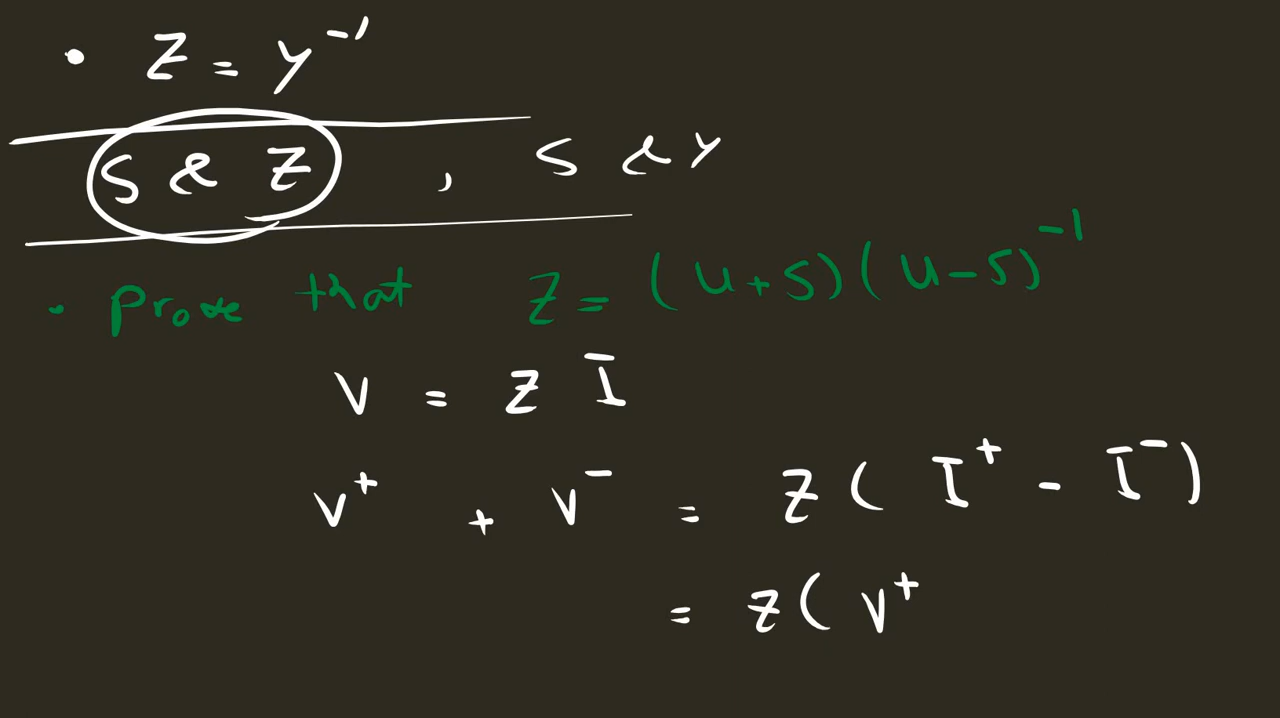 • Z = y⁻¹
S & Z , S & Y
• prove that Z = (U + S)(U - S)⁻¹
V = Z I
V⁺ + V⁻ = Z ( I⁺ - I⁻ )
= Z ( V⁺